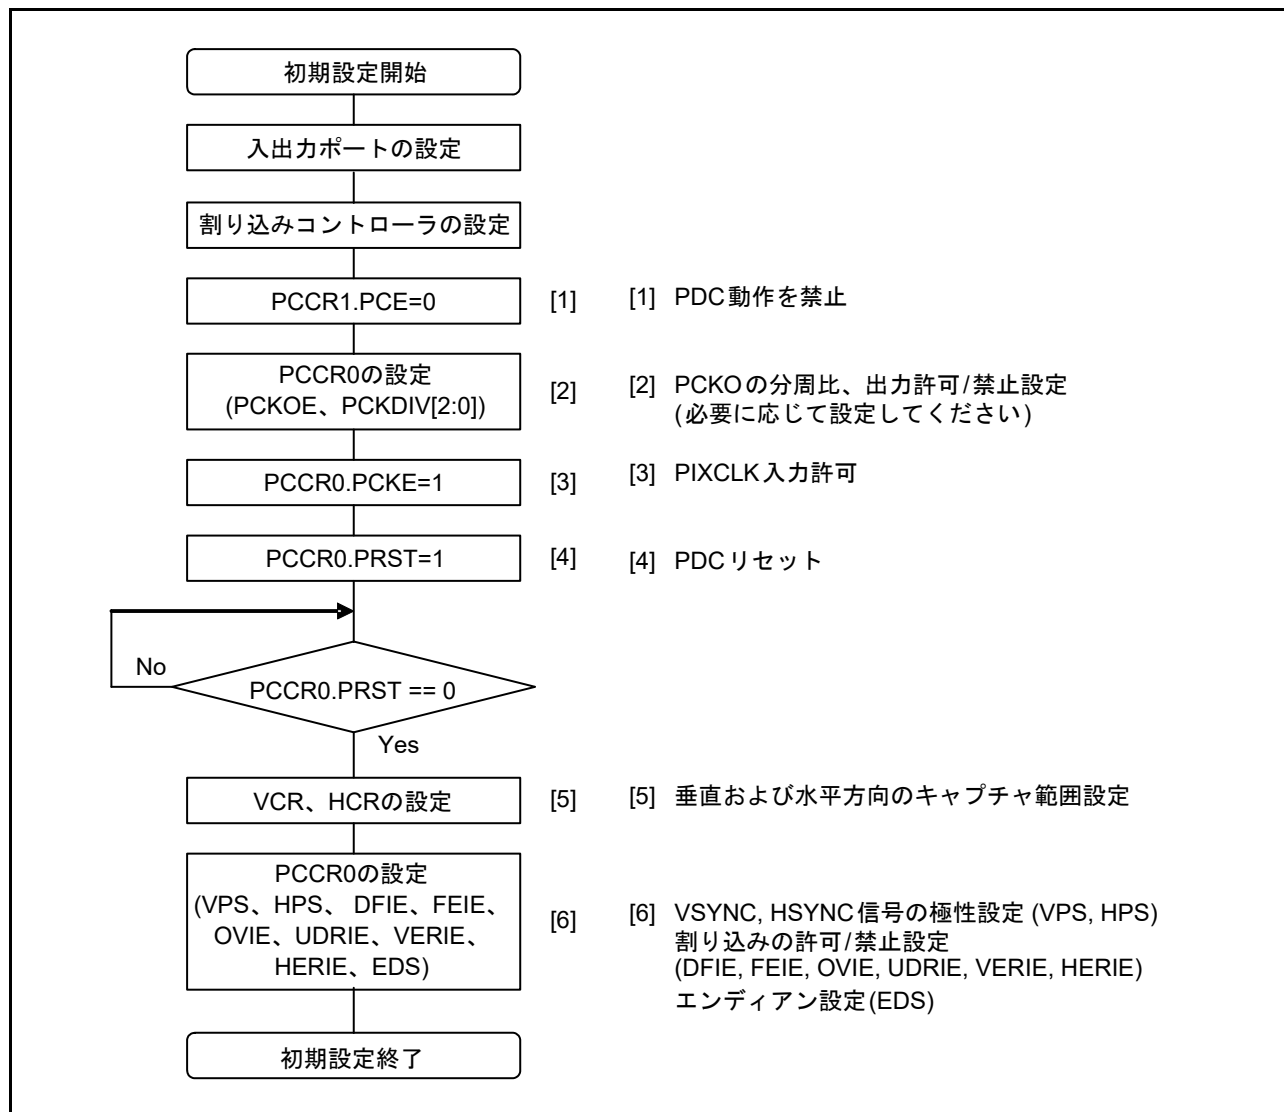 初期設定開始
入出力ポートの設定
割り込みコントローラの設定
PCCR1.PCE=0 [1] [1] PDC動作を禁止
PCCR0の設定
(PCKOE、PCKDIV[2:0])
[2] [2] PCKOの分周比、出力許可/禁止設定
(必要に応じて設定してください)
PCCR0.PCKE=1 [3] [3] PIXCLK入力許可
PCCR0.PRST=1 [4] [4] PDCリセット
No
PCCR0.PRST == 0
Yes
VCR、HCRの設定 [5] [5] 垂直および水平方向のキャプチャ範囲設定
PCCR0の設定
(VPS、HPS、 DFIE、FEIE、
OVIE、UDRIE、VERIE、
HERIE、EDS)
[6] [6] VSYNC, HSYNC信号の極性設定 (VPS, HPS)
割り込みの許可/禁止設定
(DFIE, FEIE, OVIE, UDRIE, VERIE, HERIE)
エンディアン設定(EDS)
初期設定終了